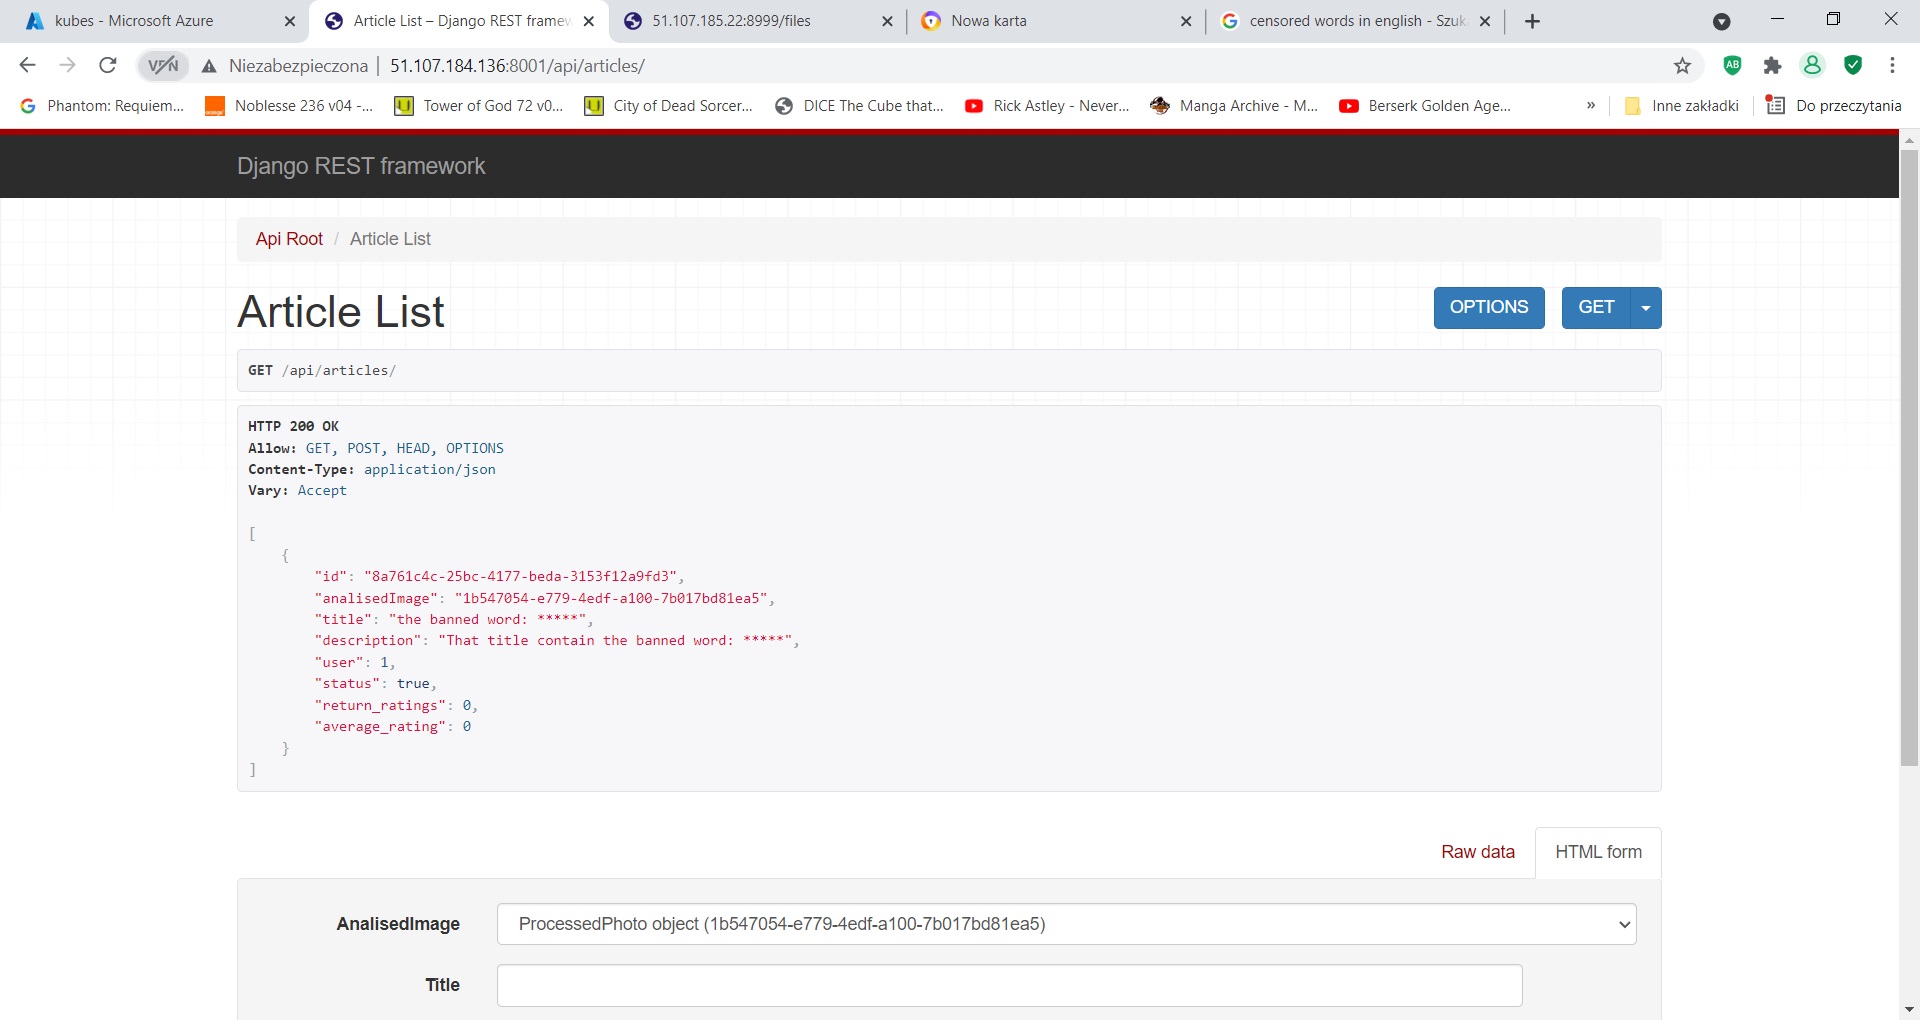 kubes - Microsoft Azure
Article List – Django REST framew
51.107.185.22:8999/files
Nowa karta
censored words in english - Szuk
VPN
Niezabezpieczona
51.107.184.136:8001/api/articles/
AB
Phantom: Requiem...
Noblesse 236 v04 -...
Tower of God 72 v0...
City of Dead Sorcer...
DICE The Cube that...
Rick Astley - Never...
Manga Archive - M...
Berserk Golden Age...
»
Inne zakładki
Do przeczytania
Django REST framework
Api Root / Article List
Article List
OPTIONS
GET
GET /api/articles/
HTTP 200 OK
Allow: GET, POST, HEAD, OPTIONS
Content-Type: application/json
Vary: Accept
[
{
"id": "8a761c4c-25bc-4177-beda-3153f12a9fd3",
"analisedImage": "1b547054-e779-4edf-a100-7b017bd81ea5",
"title": "the banned word: *****",
"description": "That title contain the banned word: *****",
"user": 1,
"status": true,
"return_ratings": 0,
"average_rating": 0
}
]
Raw data
HTML form
AnalisedImage
ProcessedPhoto object (1b547054-e779-4edf-a100-7b017bd81ea5)
Title